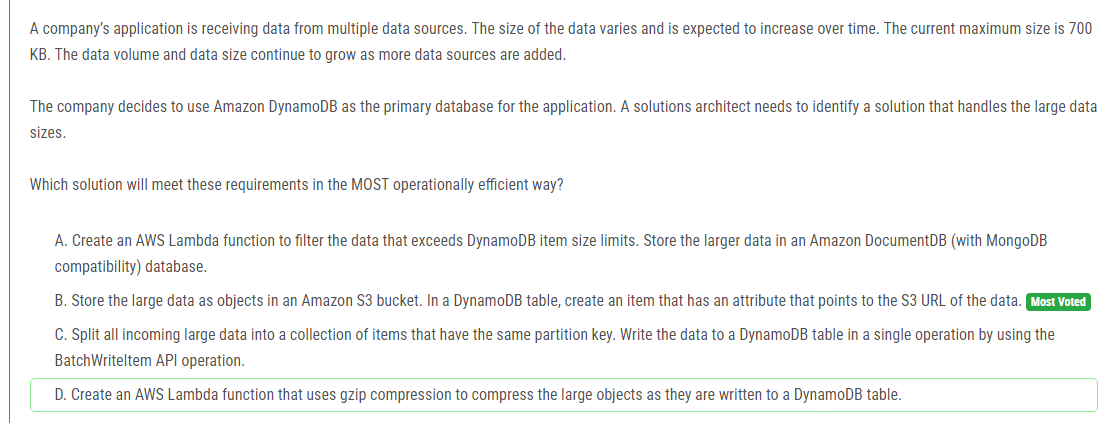 A company's application is receiving data from multiple data sources. The size of the data varies and is expected to increase over time. The current maximum size is 700
KB. The data volume and data size continue to grow as more data sources are added.
The company decides to use Amazon DynamoDB as the primary database for the application. A solutions architect needs to identify a solution that handles the large data
sizes.
Which solution will meet these requirements in the MOST operationally efficient way?
A. Create an AWS Lambda function to filter the data that exceeds DynamoDB item size limits. Store the larger data in an Amazon DocumentDB (with MongoDB
compatibility) database.
B. Store the large data as objects in an Amazon S3 bucket. In a DynamoDB table, create an item that has an attribute that points to the S3 URL of the data. Most Voted
C. Split all incoming large data into a collection of items that have the same partition key. Write the data to a DynamoDB table in a single operation by using the
BatchWriteItem API operation.
D. Create an AWS Lambda function that uses gzip compression to compress the large objects as they are written to a DynamoDB table.